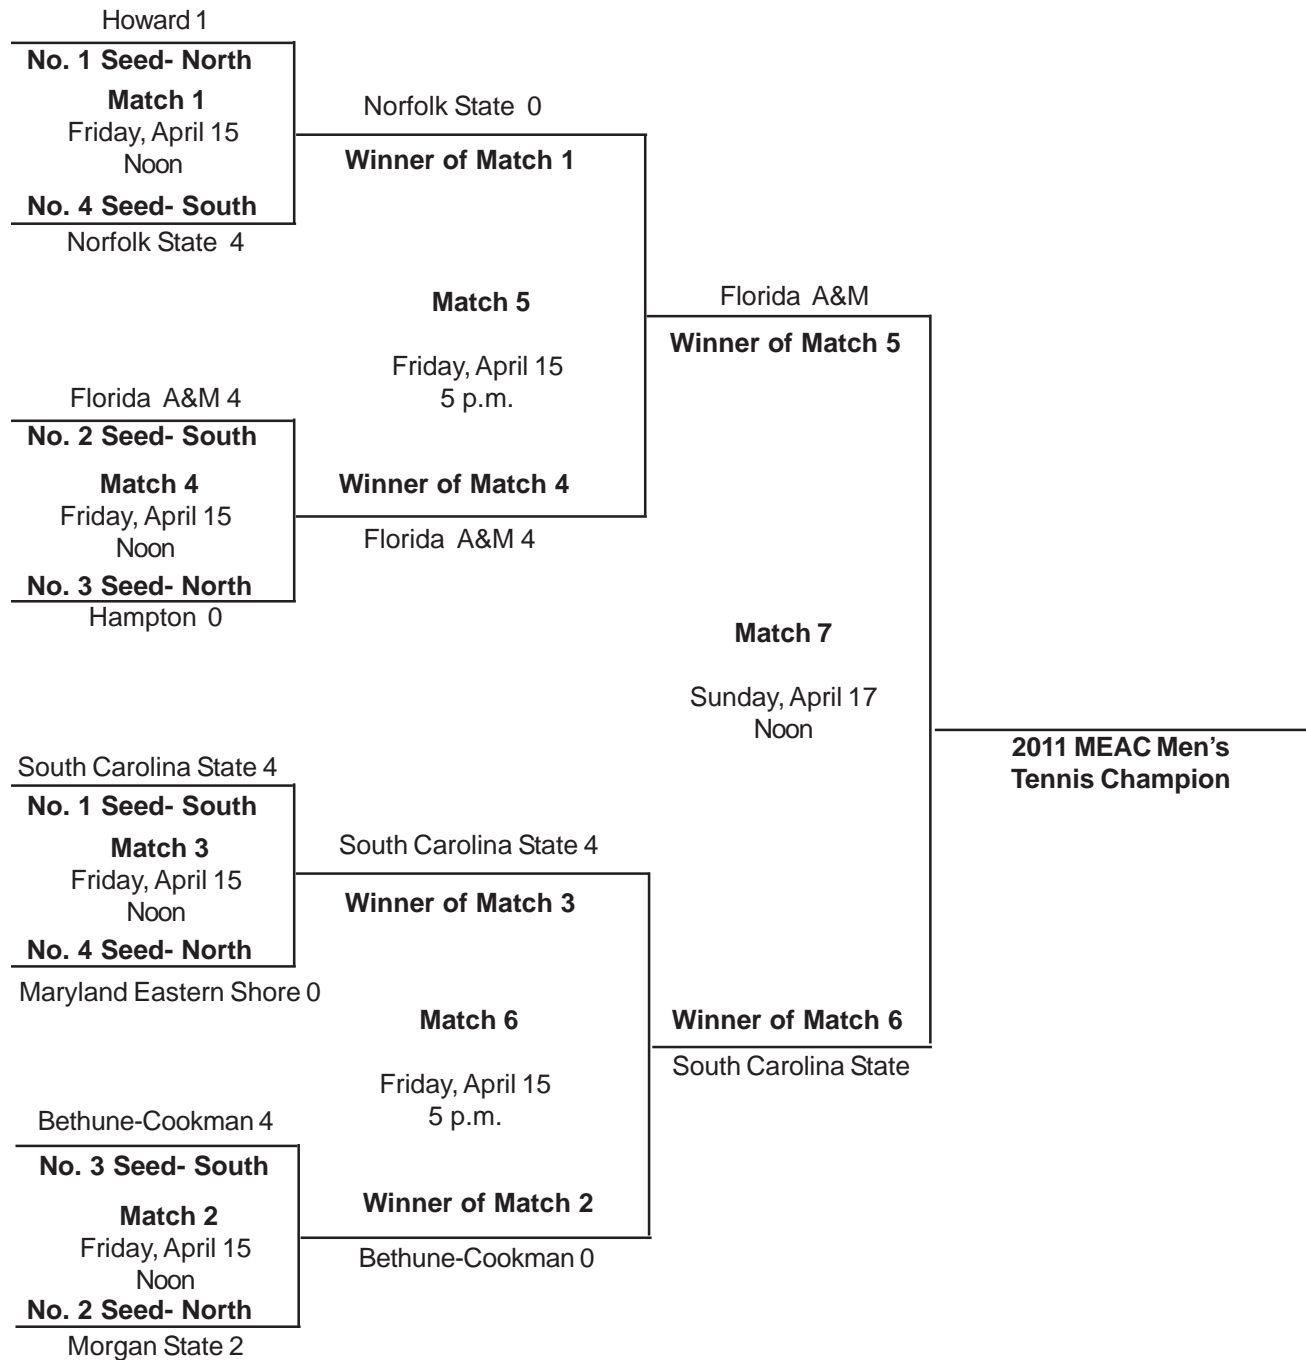 Howard 1
No. 1 Seed- North
Match 1
Friday, April 15
Noon
No. 4 Seed- South
Norfolk State 4
Norfolk State 0
Winner of Match 1
Match 5
Friday, April 15
5 p.m.
Florida A&M 4
No. 2 Seed- South
Match 4
Friday, April 15
Noon
No. 3 Seed- North
Hampton 0
Winner of Match 4
Florida A&M 4
Florida A&M
Winner of Match 5
Match 7
Sunday, April 17
Noon
2011 MEAC Men's
Tennis Champion
South Carolina State 4
No. 1 Seed- South
Match 3
Friday, April 15
Noon
No. 4 Seed- North
Maryland Eastern Shore 0
South Carolina State 4
Winner of Match 3
Match 6
Friday, April 15
5 p.m.
Winner of Match 6
South Carolina State
Bethune-Cookman 4
No. 3 Seed- South
Match 2
Friday, April 15
Noon
No. 2 Seed- North
Morgan State 2
Winner of Match 2
Bethune-Cookman 0